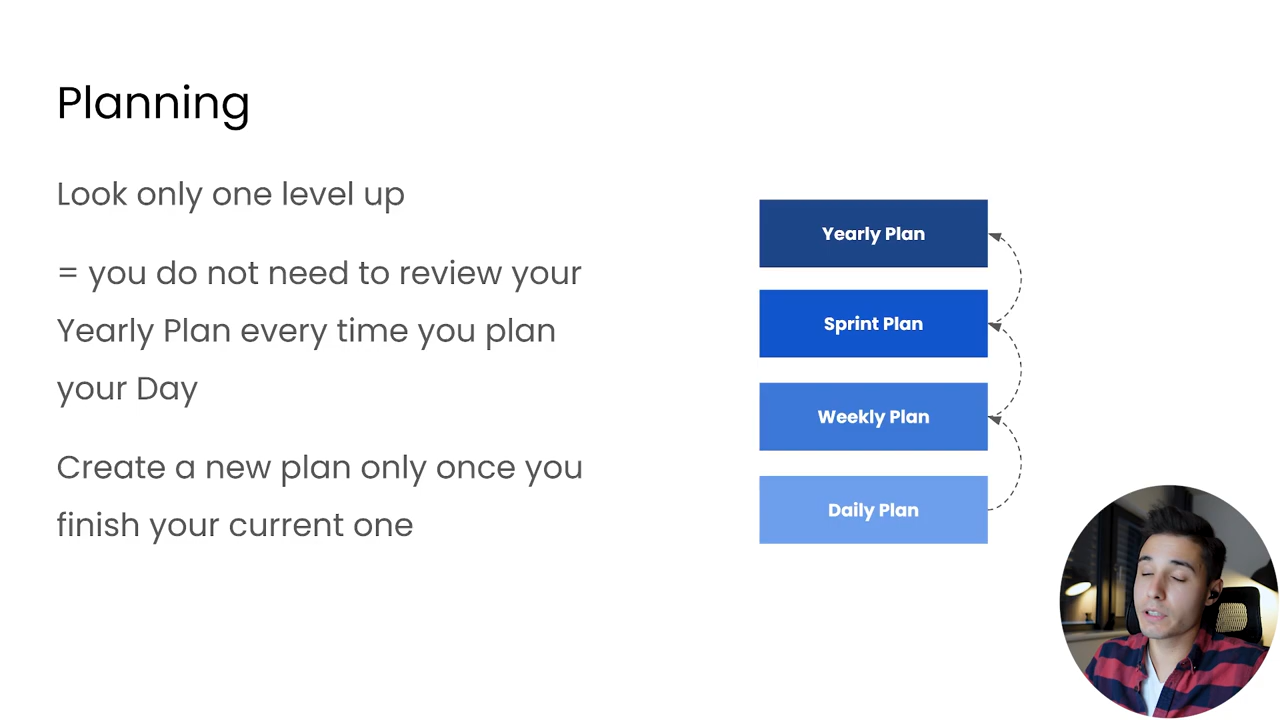 Planning
Look only one level up
= you do not need to review your
Yearly Plan every time you plan
your Day
Create a new plan only once you
finish your current one
Yearly Plan
Sprint Plan
Weekly Plan
Daily Plan